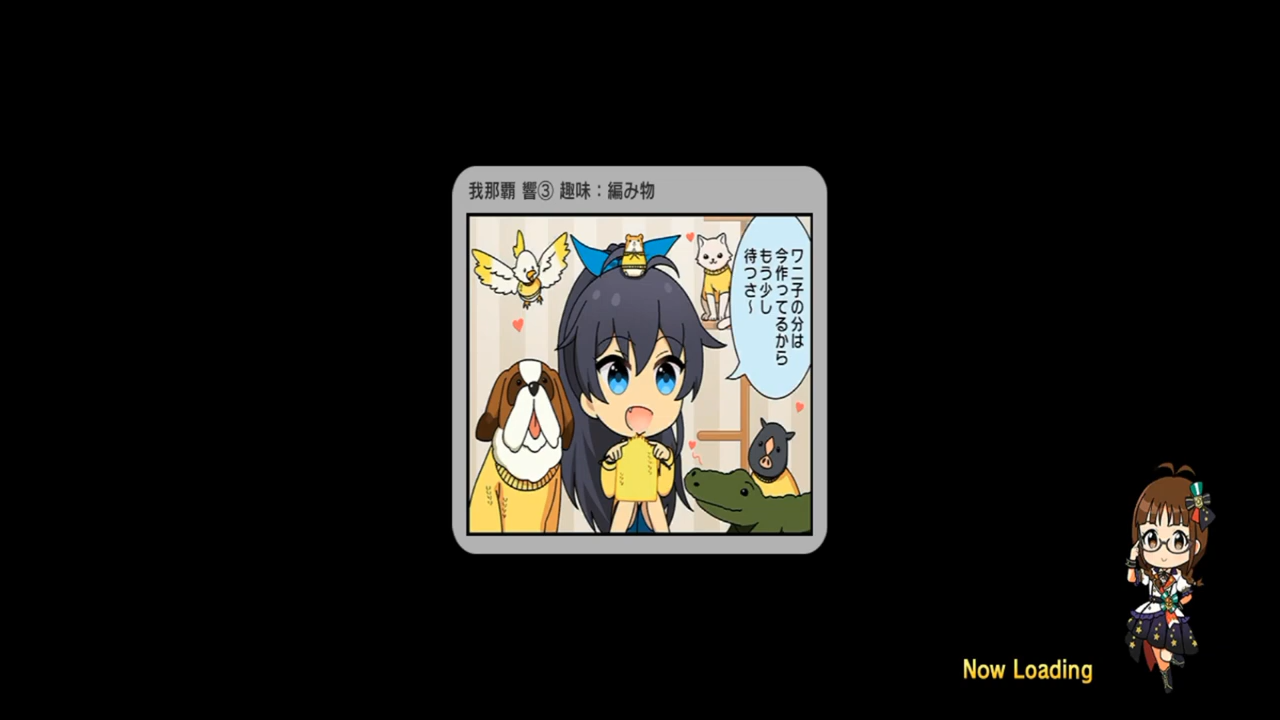 我那覇 響③ 趣味：編み物
ワニ子の分は
今作ってるから
もう少し
待つさ～
Now Loading